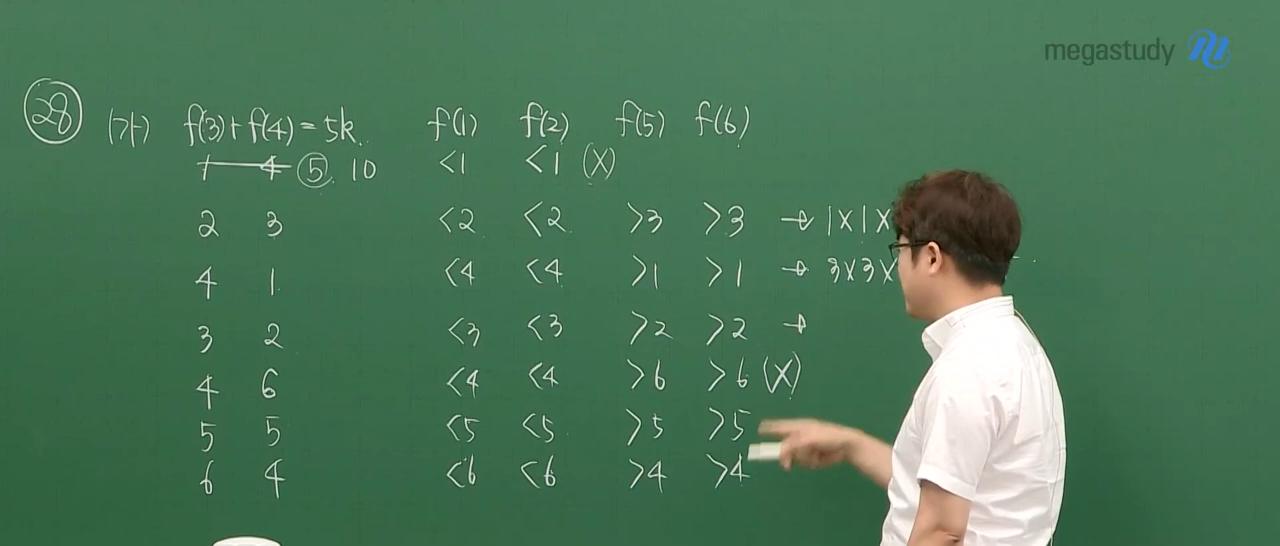 megastudy
28 (가) f(3)+f(4)=5k f(1) f(2) f(5) f(6)
1 4 5 10 <1 <1 (X)
2 3 <2 <2 >3 >3 → 1×1×
4 1 <4 <4 >1 >1 → 3×3×
3 2 <3 <3 >2 >2 →
4 6 <4 <4 >6 >6 (X)
5 5 <5 <5 >5 >5
6 4 <6 <6 >4 >4